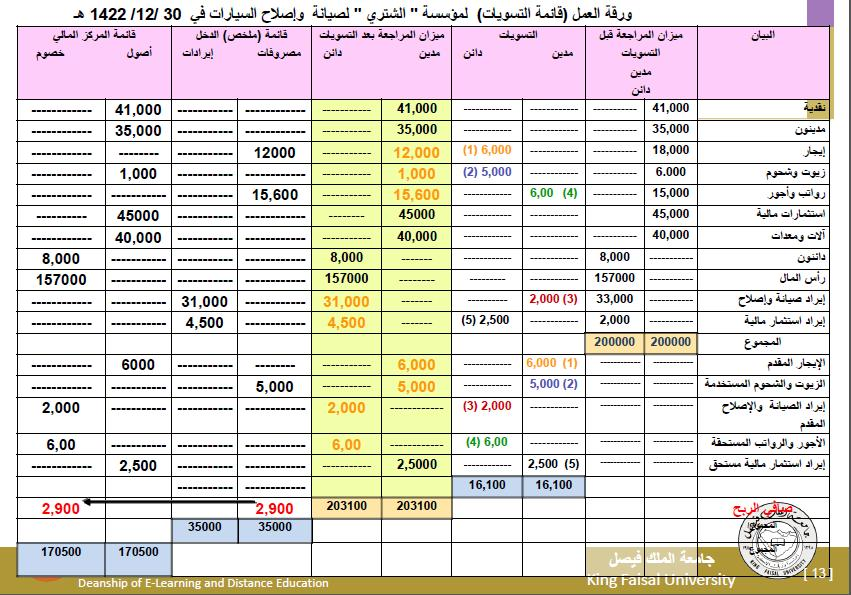 ورقة العمل (قائمة التسويات) لمؤسسة " الشتري " لصيانة وإصلاح السيارات في 30 /12/ 1422 هـ
البيان ميزان المراجعة قبل التسويات مدين دائن التسويات مدين دائن ميزان المراجعة بعد التسويات مدين دائن قائمة (ملخص) الدخل مصروفات إيرادات قائمة المركز المالي أصول خصوم
نقدية 41,000 ---------- ---------- ---------- 41,000 ---------- ---------- ---------- 41,000 ----------
مدينون 35,000 ---------- ---------- ---------- 35,000 ---------- ---------- ---------- 35,000 ----------
إيجار 18,000 ---------- ---------- (1) 6,000 12,000 ---------- 12000 ---------- -------- ----------
زيوت وشحوم 6.000 ---------- ---------- (2) 5,000 1,000 ---------- ---------- ---------- 1,000 ----------
رواتب وأجور 15,000 ---------- 6,00 (4) ---------- 15,600 ---------- 15,600 ---------- ---------- ----------
استثمارات مالية 45,000 ---------- ---------- ---------- 45000 -------- ---------- ---------- 45000 ----------
آلات ومعدات 40,000 ---------- ---------- ---------- 40,000 ---------- ---------- ---------- 40,000 ----------
دائنون ---------- 8,000 ---------- ---------- ------- 8,000 ---------- ---------- ---------- 8,000
رأس المال ---------- 157000 -------- -------- -------- 157000 ---------- ---------- ---------- 157000
إيراد صيانة وإصلاح ---------- 33,000 2,000 (3) ---------- ------- 31,000 ---------- 31,000 ---------- ----------
إيراد استثمار مالية ---------- 2,000 ---------- (5) 2,500 ------- 4,500 ---------- 4,500 ---------- ----------
المجموع 200000 200000
الإيجار المقدم ---------- ---------- 6,000 (1) ---------- 6,000 ---------- -------- ---------- 6000 ----------
الزيوت والشحوم المستخدمة ---------- ---------- 5,000 (2) ---------- 5,000 ---------- 5,000 ---------- ---------- ----------
إيراد الصيانة والإصلاح المقدم ---------- ---------- ---------- (3) 2,000 ---------- 2,000 ---------- ---------- ---------- 2,000
الأجور والرواتب المستحقة ---------- ---------- ---------- (4) 6,00 ---------- 6,00 ---------- ---------- ---------- 6,00
إيراد استثمار مالية مستحق ---------- ---------- 2,500 (5) ---------- 2,5000 ---------- ---------- ---------- 2,500 ----------
16,100 16,100 ---------- ----------
صافي الربح 203100 203100 2,900 2,900
المجموع 35000 35000
المجموع 170500 170500
جامعة الملك فيصل
King Faisal University
[ 13 ]
Deanship of E-Learning and Distance Education
KING FAISAL UNIVERSITY